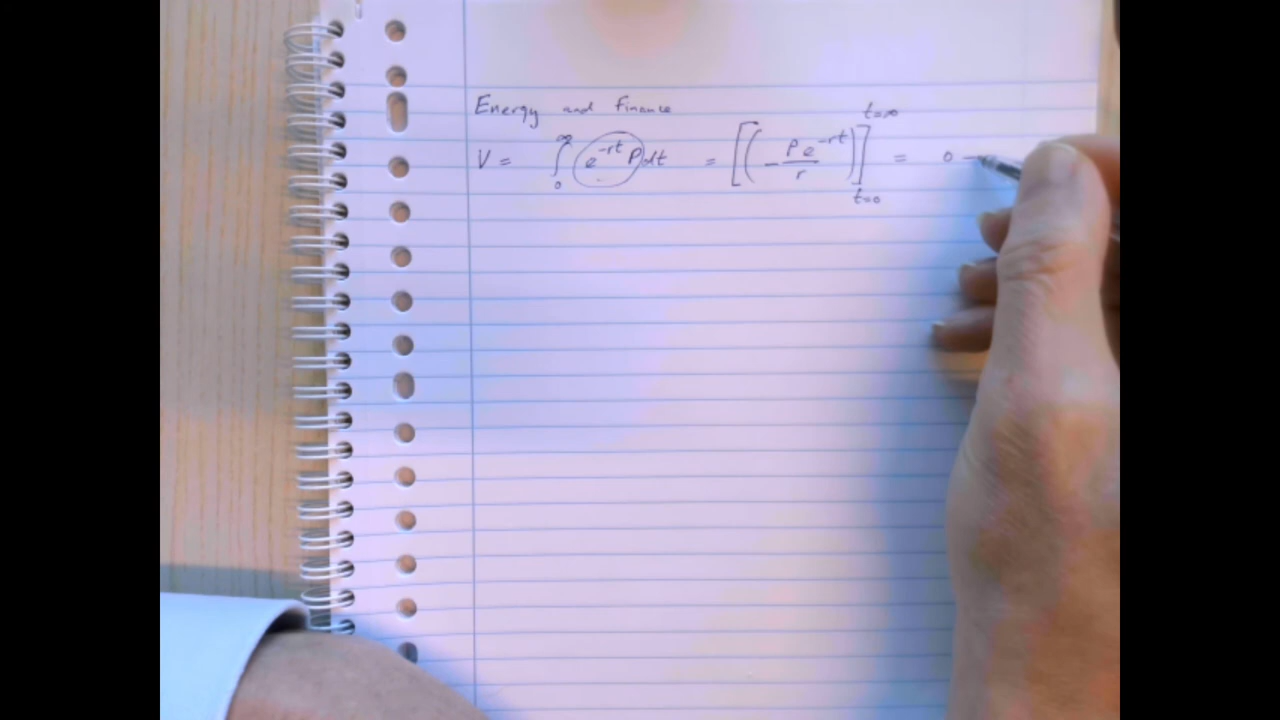 Energy and Finance
V = ∫₀^∞ e^{-rt} P dt = [(- P e^{-rt} / r)]_{t=0}^{t=∞} = 0 -